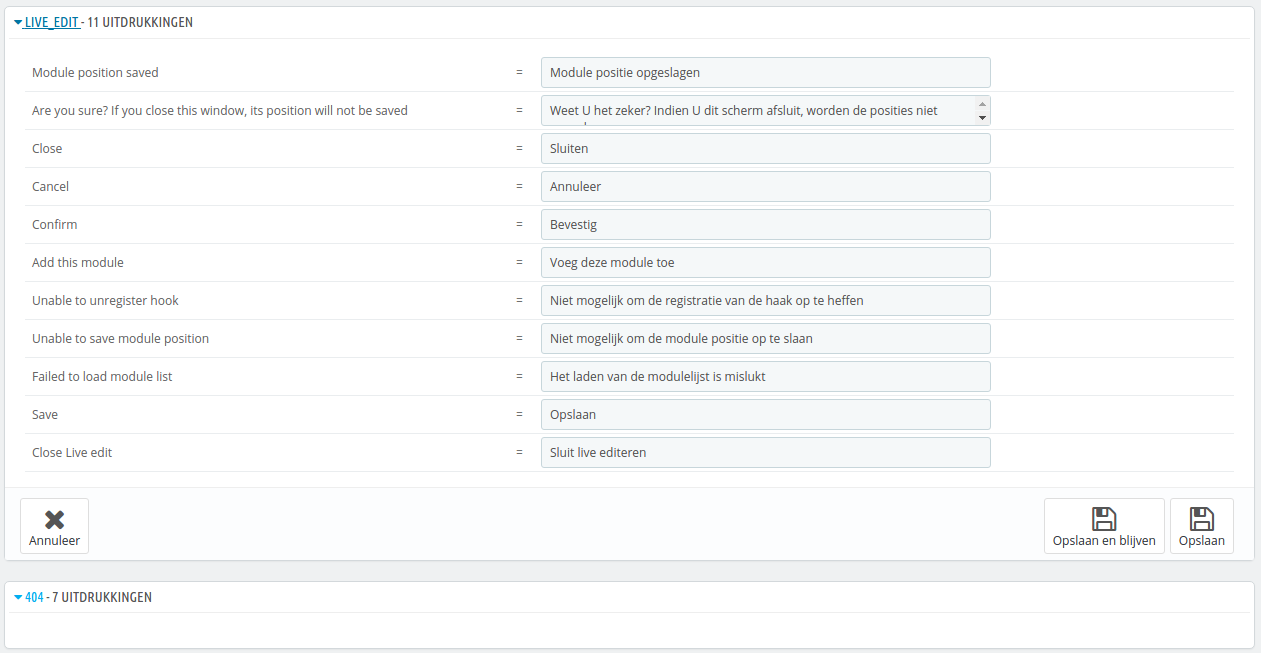 LIVE_EDIT - 11 UITDRUKKINGEN
Module position saved = Module positie opgeslagen
Are you sure? If you close this window, its position will not be saved = Weet U het zeker? Indien U dit scherm afsluit, worden de posities niet
Close = Sluiten
Cancel = Annuleer
Confirm = Bevestig
Add this module = Voeg deze module toe
Unable to unregister hook = Niet mogelijk om de registratie van de haak op te heffen
Unable to save module position = Niet mogelijk om de module positie op te slaan
Failed to load module list = Het laden van de modulelijst is mislukt
Save = Opslaan
Close Live edit = Sluit live editeren
Annuleer Opslaan en blijven Opslaan
404 - 7 UITDRUKKINGEN